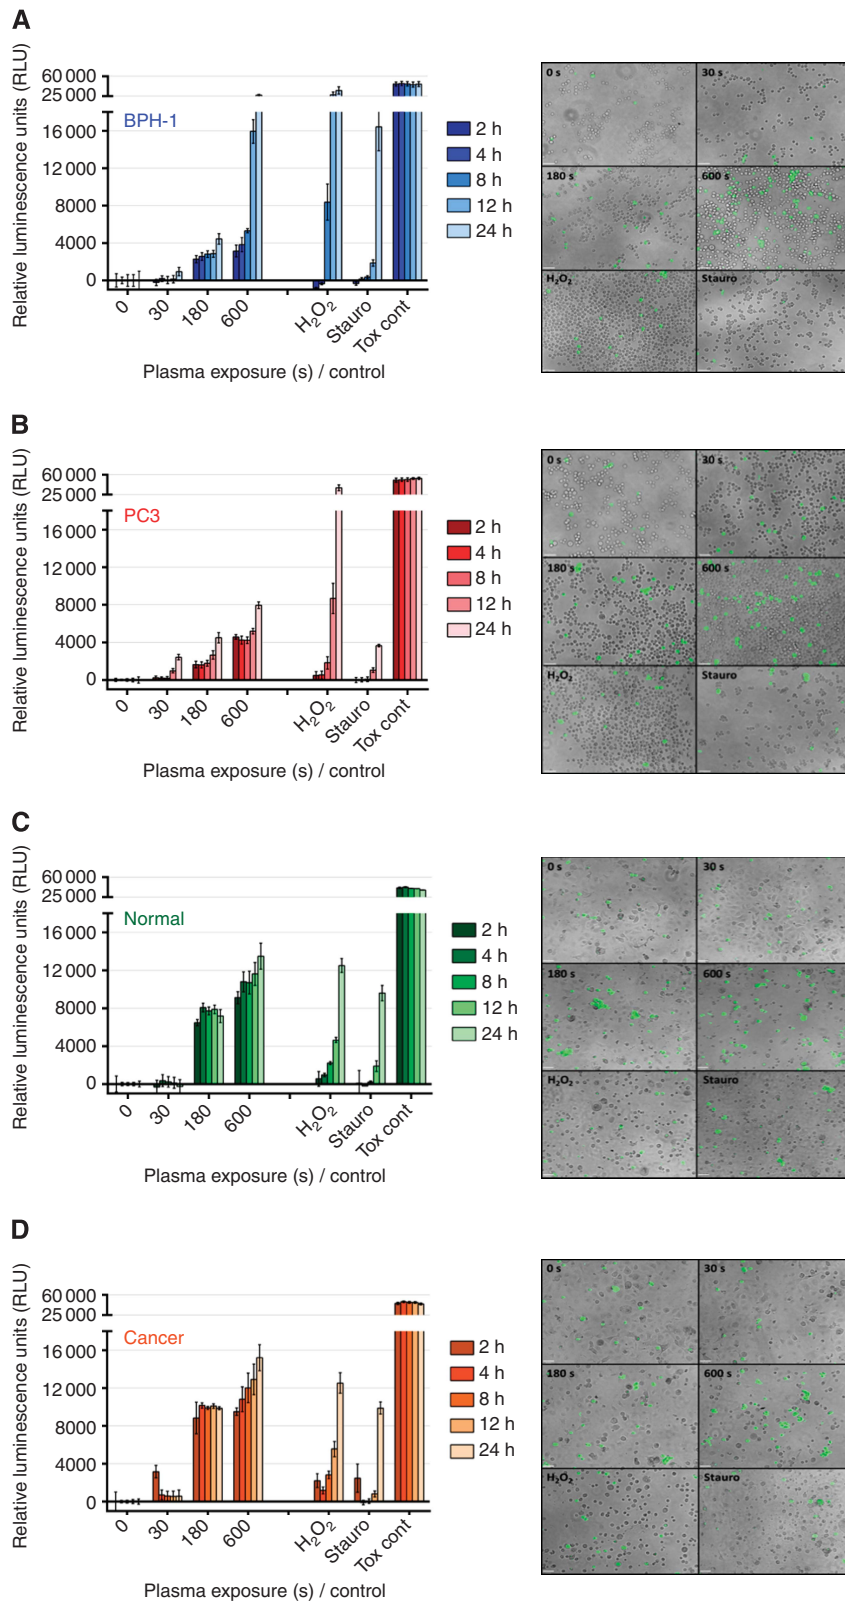 A
Relative luminescence units (RLU)
60 000
25 000
16 000
12 000
8000
4000
0
BPH-1
2 h
4 h
8 h
12 h
24 h
0
30
180
600
H₂O₂
Stauro
Tox cont
Plasma exposure (s) / control
0 s
30 s
180 s
600 s
H₂O₂
Stauro
B
Relative luminescence units (RLU)
60 000
25 000
16 000
12 000
8000
4000
0
PC3
2 h
4 h
8 h
12 h
24 h
0
30
180
600
H₂O₂
Stauro
Tox cont
Plasma exposure (s) / control
0 s
30 s
180 s
600 s
H₂O₂
Stauro
C
Relative luminescence units (RLU)
60 000
25 000
16 000
12 000
8000
4000
0
Normal
2 h
4 h
8 h
12 h
24 h
0
30
180
600
H₂O₂
Stauro
Tox cont
Plasma exposure (s) / control
0 s
30 s
180 s
600 s
H₂O₂
Stauro
D
Relative luminescence units (RLU)
60 000
25 000
16 000
12 000
8000
4000
0
Cancer
2 h
4 h
8 h
12 h
24 h
0
30
180
600
H₂O₂
Stauro
Tox cont
Plasma exposure (s) / control
0 s
30 s
180 s
600 s
H₂O₂
Stauro